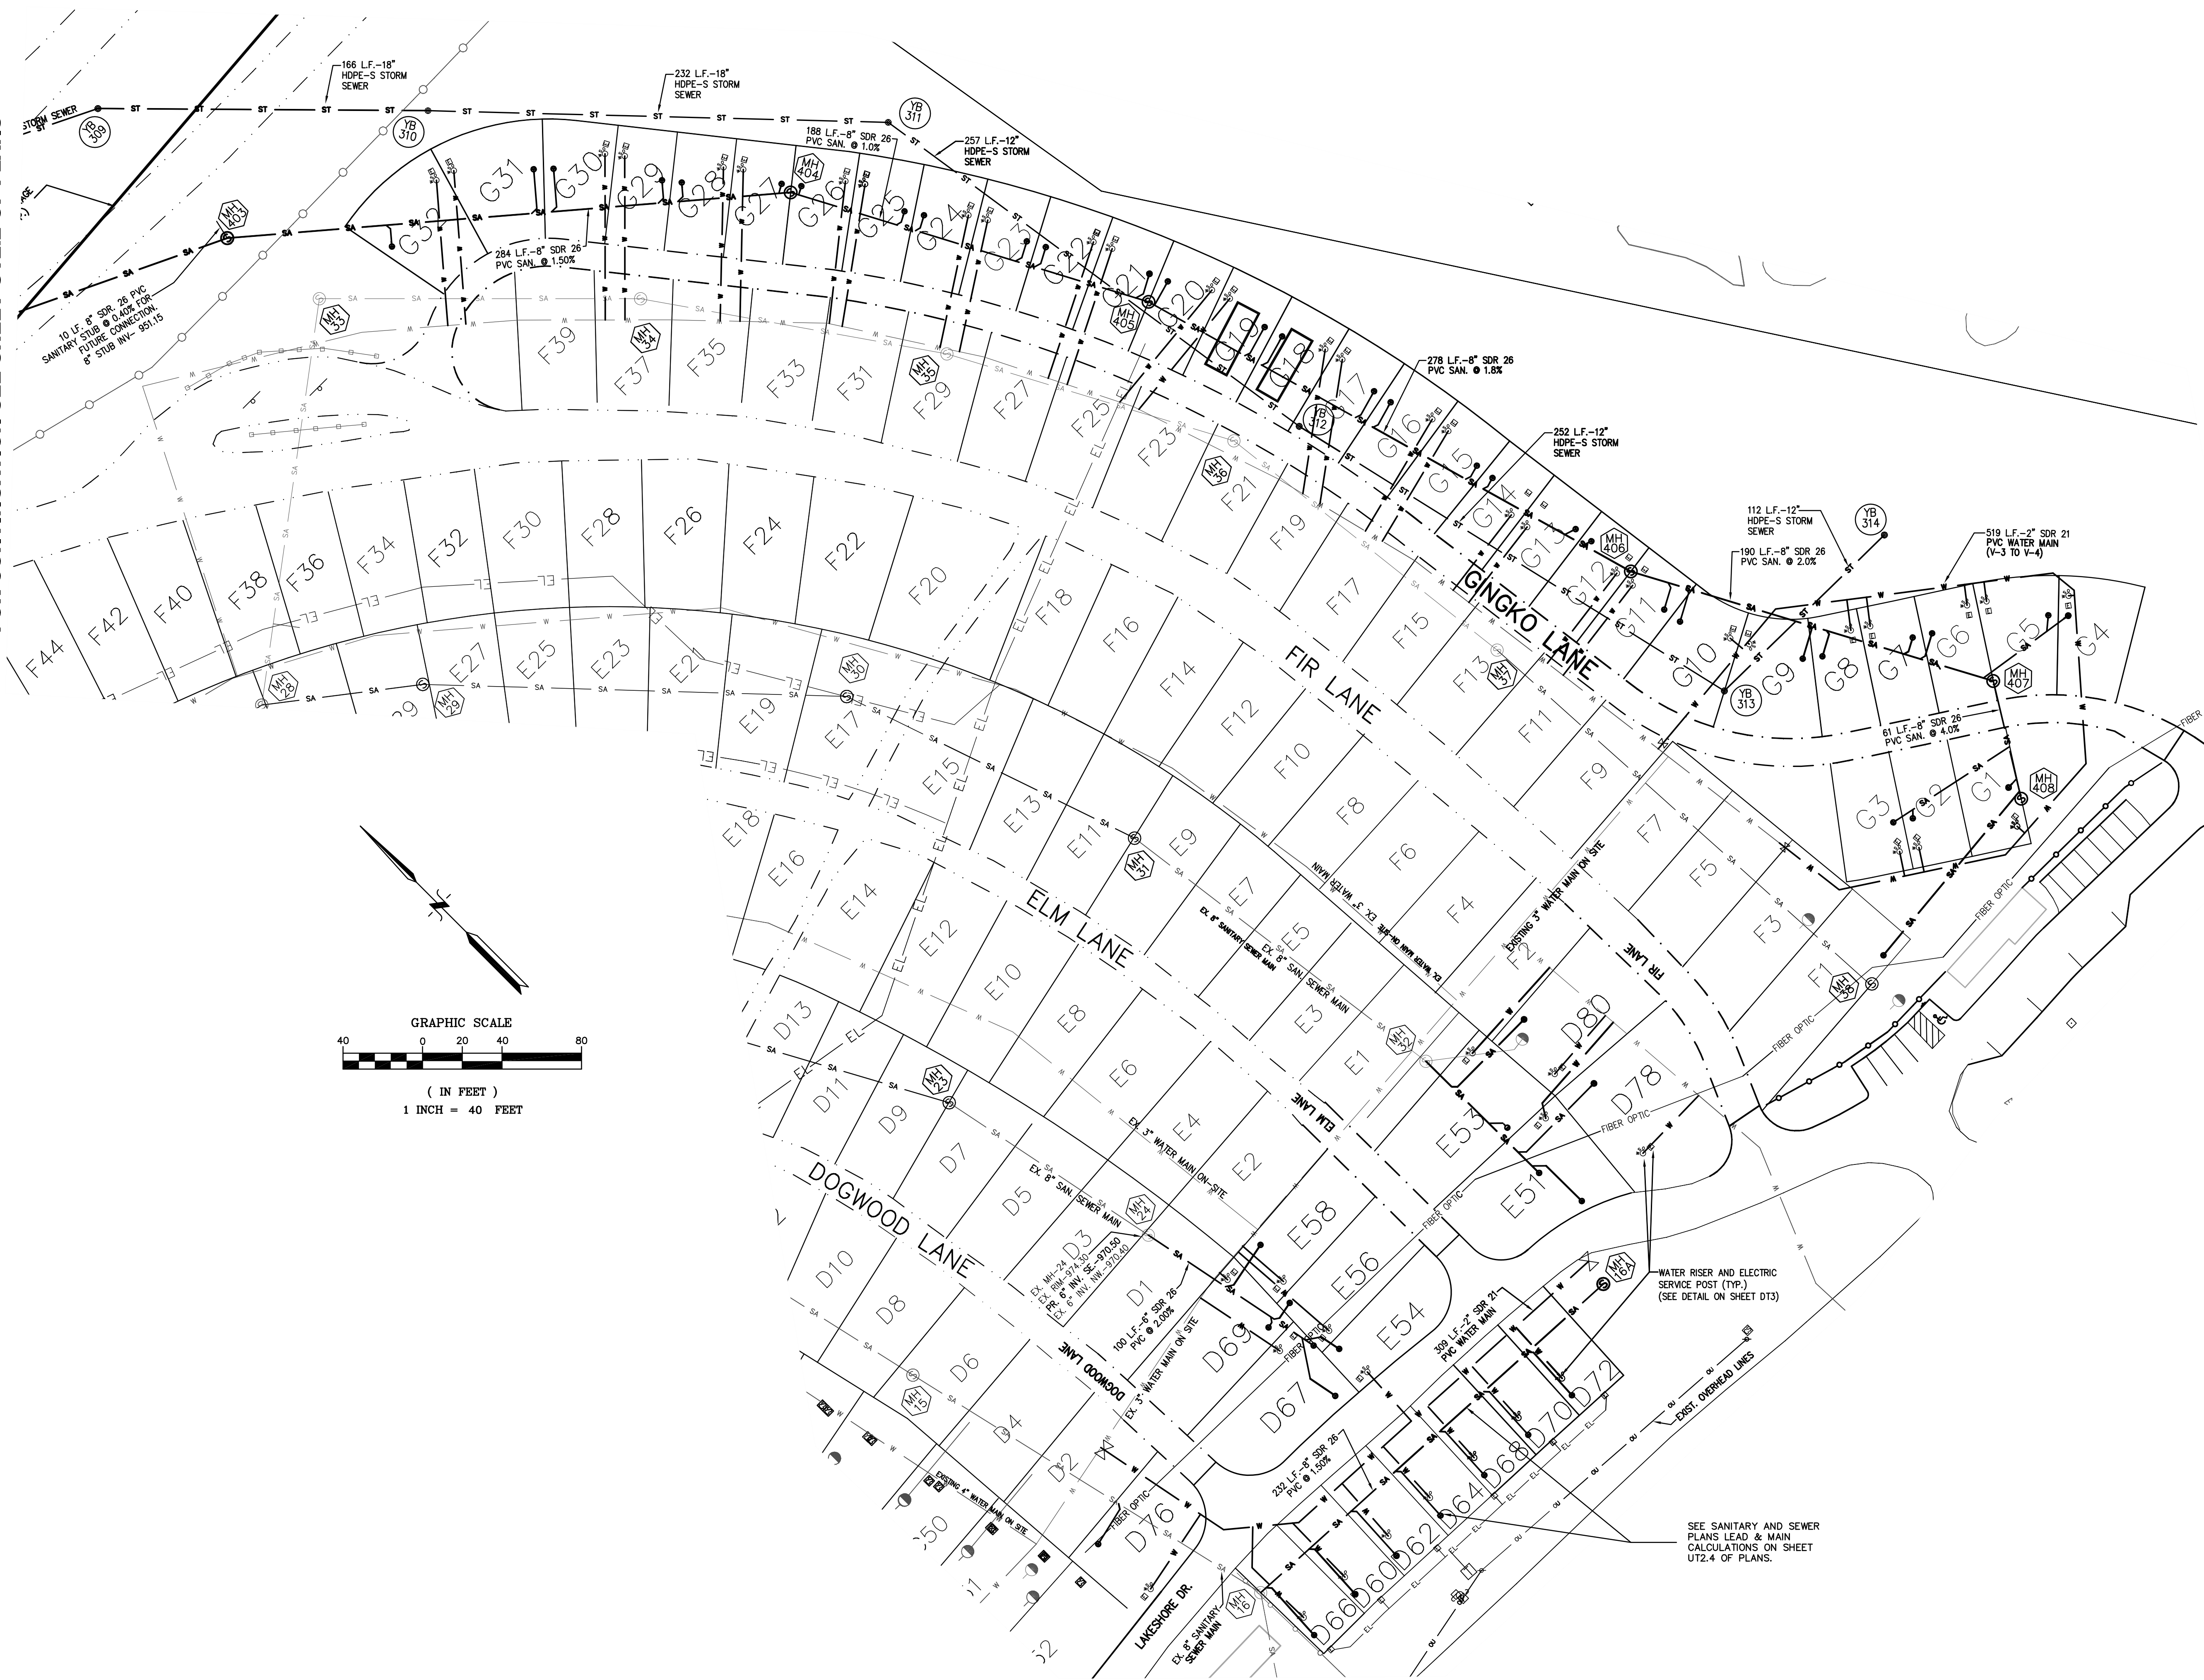 166 L.F.-18"
HDPE-S STORM
SEWER
232 L.F.-18"
HDPE-S STORM
SEWER
STORM SEWER
YB
309
YB
310
YB
311
188 L.F.-8" SDR 26
PVC SAN. @ 1.0%
257 L.F.-12"
HDPE-S STORM
SEWER
MH
403
MH
404
G32
G31
G30
G29
G28
G27
G26
G25
G24
G23
G22
G21
G20
G19
G18
G17
G16
G15
G14
G13
G12
G11
G10
G9
G8
G7
G6
G5
G4
G3
G2
G1
284 L.F.-8" SDR 26
PVC SAN. @ 1.50%
10 LF. 8" SDR. 26 PVC
SANITARY STUB @ 0.40% FOR
FUTURE CONNECTION.
8" STUB INV- 951.15
MH
33
MH
34
MH
35
MH
36
MH
405
YB
312
278 L.F.-8" SDR 26
PVC SAN. @ 1.8%
252 L.F.-12"
HDPE-S STORM
SEWER
MH
406
112 L.F.-12"
HDPE-S STORM
SEWER
YB
314
190 L.F.-8" SDR 26
PVC SAN. @ 2.0%
519 L.F.-2" SDR 21
PVC WATER MAIN
(V-3 TO V-4)
YB
313
MH
407
61 L.F.-8" SDR 26
PVC SAN. @ 4.0%
MH
408
F39
F37
F35
F33
F31
F29
F27
F25
F23
F21
F19
F17
F15
F13
F11
F9
F7
F5
F3
F1
F44
F42
F40
F38
F36
F34
F32
F30
F28
F26
F24
F22
F20
F18
F16
F14
F12
F10
F8
F6
F4
F2
GINGKO LANE
FIR LANE
FIR LANE
MH
37
MH
38
MH
28
MH
29
MH
30
MH
31
MH
32
E27
E25
E23
E21
E19
E17
E15
E13
E11
E9
E7
E5
E3
E1
E18
E16
E14
E12
E10
E8
E6
E4
E2
ELM LANE
ELM LANE
EX. 3" WATER MAIN
EX. WATER MAIN ON-SITE
EX. 8" SANITARY SEWER MAIN
EX. 8" SAN. SEWER MAIN
EXISTING 3" WATER MAIN ON SITE
FIBER
FIBER OPTIC
FIBER OPTIC
FIBER OPTIC
FIBER OPTIC
FIBER OPTIC
FIBER OPTIC
D80
D78
E53
E51
E58
E56
E54
D13
D11
D9
D7
D5
D3
D1
D10
D8
D6
D4
D2
MH
23
MH
24
MH
15
DOGWOOD LANE
DOGWOOD LANE
EX. 8" SAN. SEWER MAIN
EX. 3" WATER MAIN ON-SITE
EX. MH-24
EX. RIM-974.30
PR. 6" INV. SE.-970.50
EX. 6" INV. NW.-970.40
100 L.F.-6" SDR 26
PVC @ 2.00%
EX. 3" WATER MAIN ON SITE
EXISTING 4" WATER MAIN ON SITE
D69
D67
D76
D66
D60
D62
D64
D68
D70
D72
MH
16A
MH
16
309 L.F.-2" SDR 21
PVC WATER MAIN
232 L.F.-8" SDR 26
PVC @ 1.50%
WATER RISER AND ELECTRIC
SERVICE POST (TYP.)
(SEE DETAIL ON SHEET DT3)
EXIST. OVERHEAD LINES
SEE SANITARY AND SEWER
PLANS LEAD & MAIN
CALCULATIONS ON SHEET
UT2.4 OF PLANS.
LAKESHORE DR.
EX. 8" SANITARY
SEWER MAIN
GRAPHIC SCALE
40 0 20 40 80
( IN FEET )
1 INCH = 40 FEET